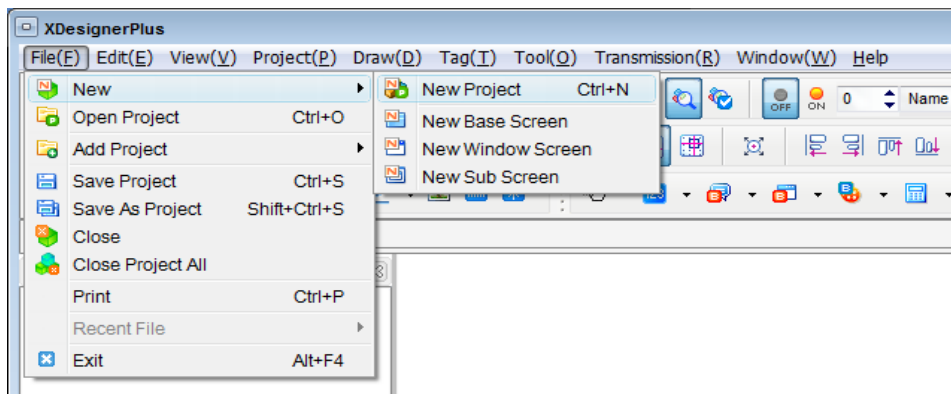 XDesignerPlus
File(F) Edit(E) View(V) Project(P) Draw(D) Tag(T) Tool(O) Transmission(R) Window(W) Help
New
New Project Ctrl+N
OFF ON 0 Name
Open Project Ctrl+O
New Base Screen
Add Project
New Window Screen
Save Project Ctrl+S
New Sub Screen
Save As Project Shift+Ctrl+S
Close
Close Project All
Print Ctrl+P
Recent File
Exit Alt+F4